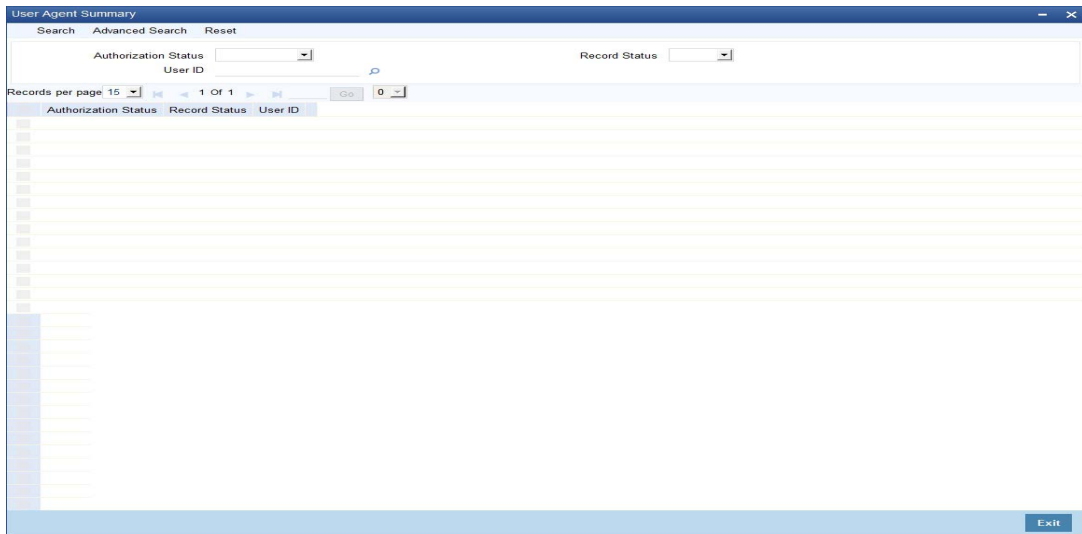 User Agent Summary
Search Advanced Search Reset
Authorization Status Record Status
User ID
Records per page 15 1 Of 1 Go 0
Authorization Status Record Status User ID
Exit